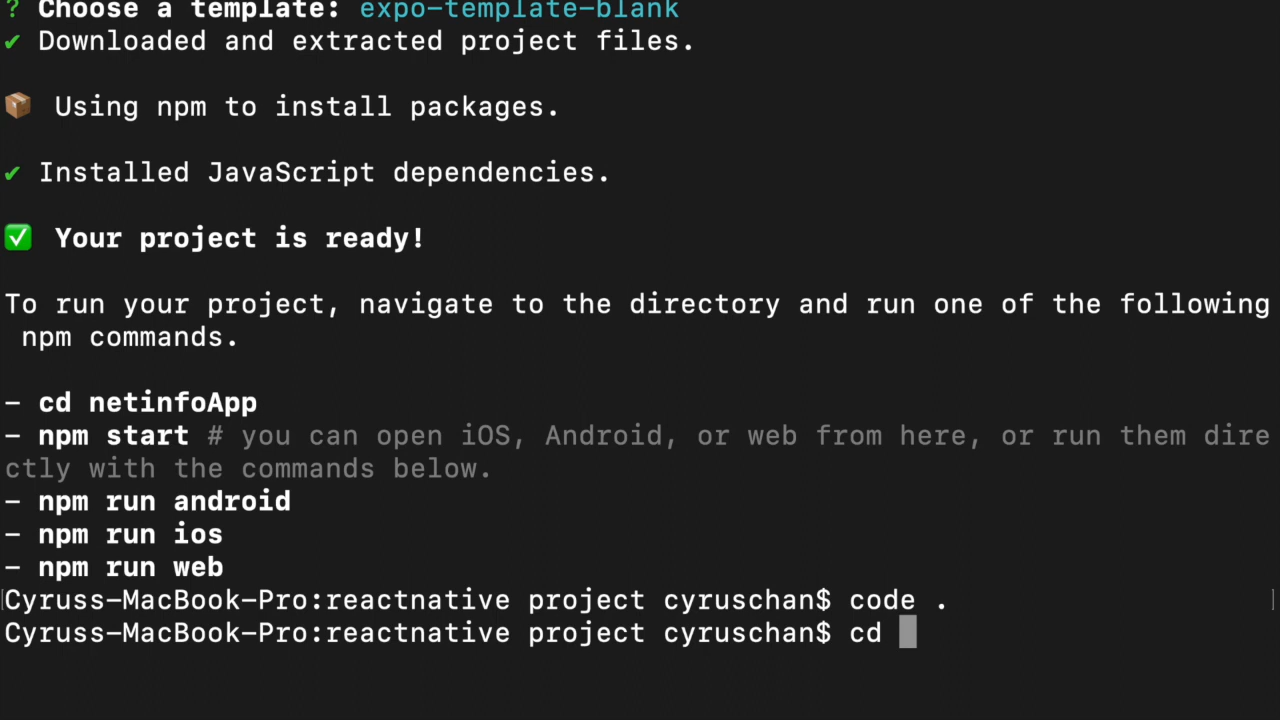 ? Choose a template: expo-template-blank
✔ Downloaded and extracted project files.
📦 Using npm to install packages.
✔ Installed JavaScript dependencies.
✅ Your project is ready!
To run your project, navigate to the directory and run one of the following
npm commands.
- cd netinfoApp
- npm start # you can open iOS, Android, or web from here, or run them dire
ctly with the commands below.
- npm run android
- npm run ios
- npm run web
Cyruss-MacBook-Pro:reactnative project cyruschan$ code .
Cyruss-MacBook-Pro:reactnative project cyruschan$ cd